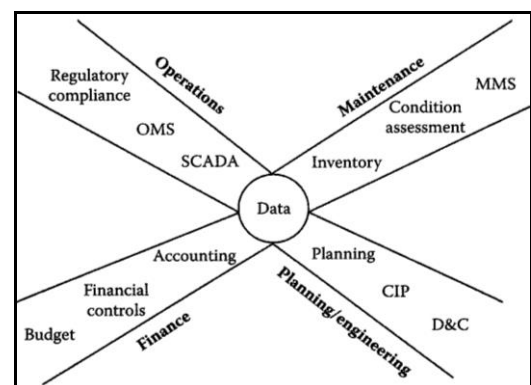 Operations
Regulatory
compliance
OMS
SCADA
Maintenance
MMS
Condition
assessment
Inventory
Data
Accounting
Financial
controls
Budget
Finance
Planning
CIP
D&C
Planning/engineering